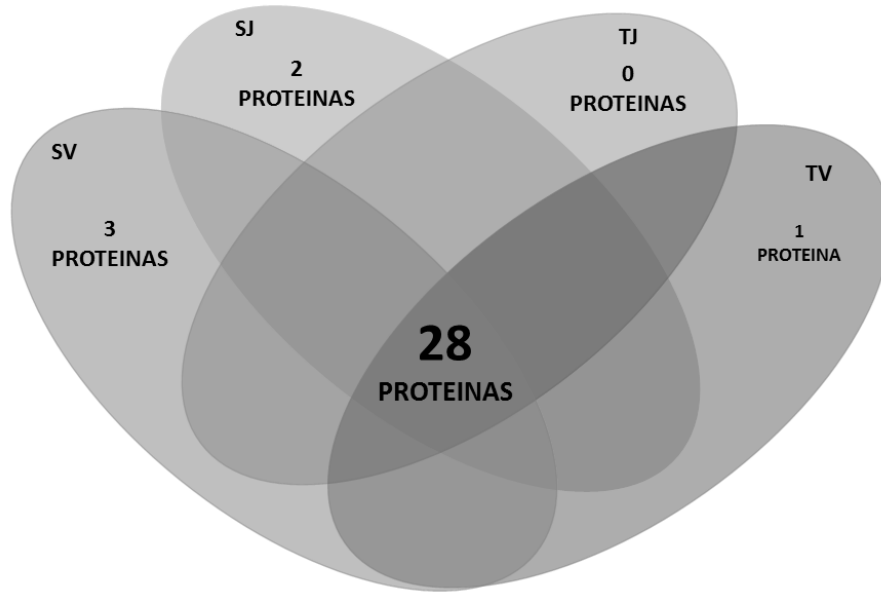 SJ
2
PROTEINAS
TJ
0
PROTEINAS
SV
3
PROTEINAS
TV
1
PROTEINA
28
PROTEINAS